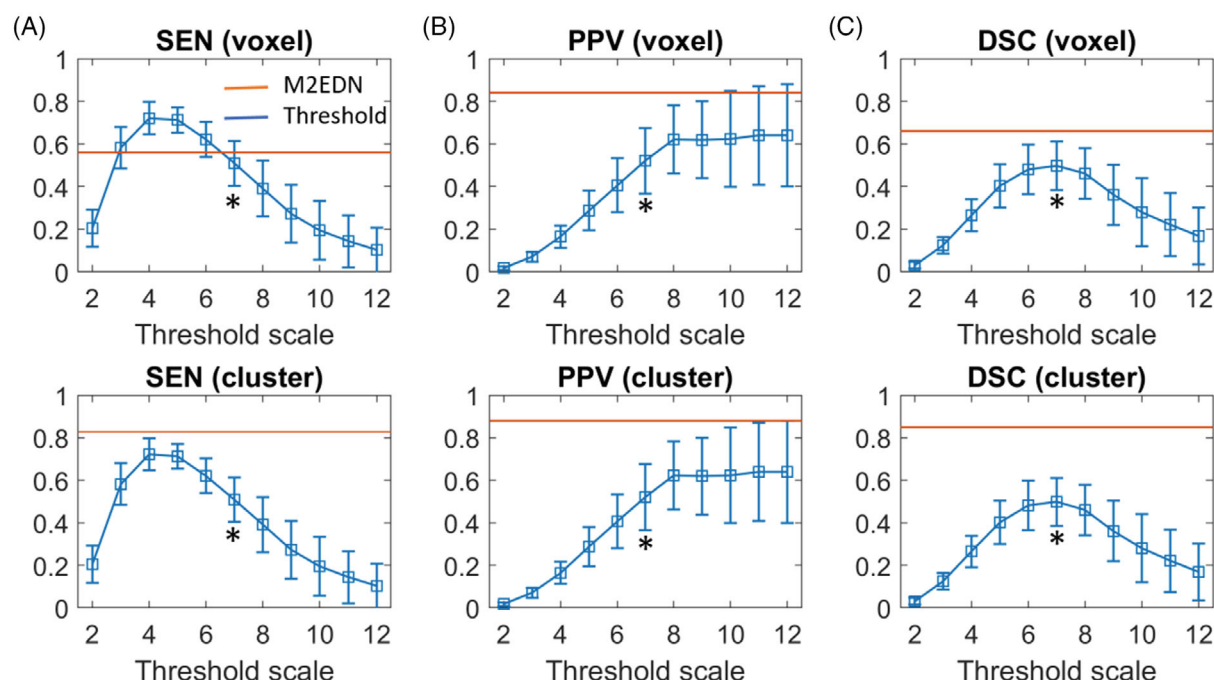 (A) (B) (C)
SEN (voxel) PPV (voxel) DSC (voxel)
1 1 1
M2EDN
0.8 0.8 0.8
Threshold
0.6 0.6 0.6
0.4 0.4 0.4
* * *
0.2 0.2 0.2
0 0 0
2 4 6 8 10 12 2 4 6 8 10 12 2 4 6 8 10 12
Threshold scale Threshold scale Threshold scale
SEN (cluster) PPV (cluster) DSC (cluster)
1 1 1
0.8 0.8 0.8
0.6 0.6 0.6
0.4 0.4 0.4
* * *
0.2 0.2 0.2
0 0 0
2 4 6 8 10 12 2 4 6 8 10 12 2 4 6 8 10 12
Threshold scale Threshold scale Threshold scale